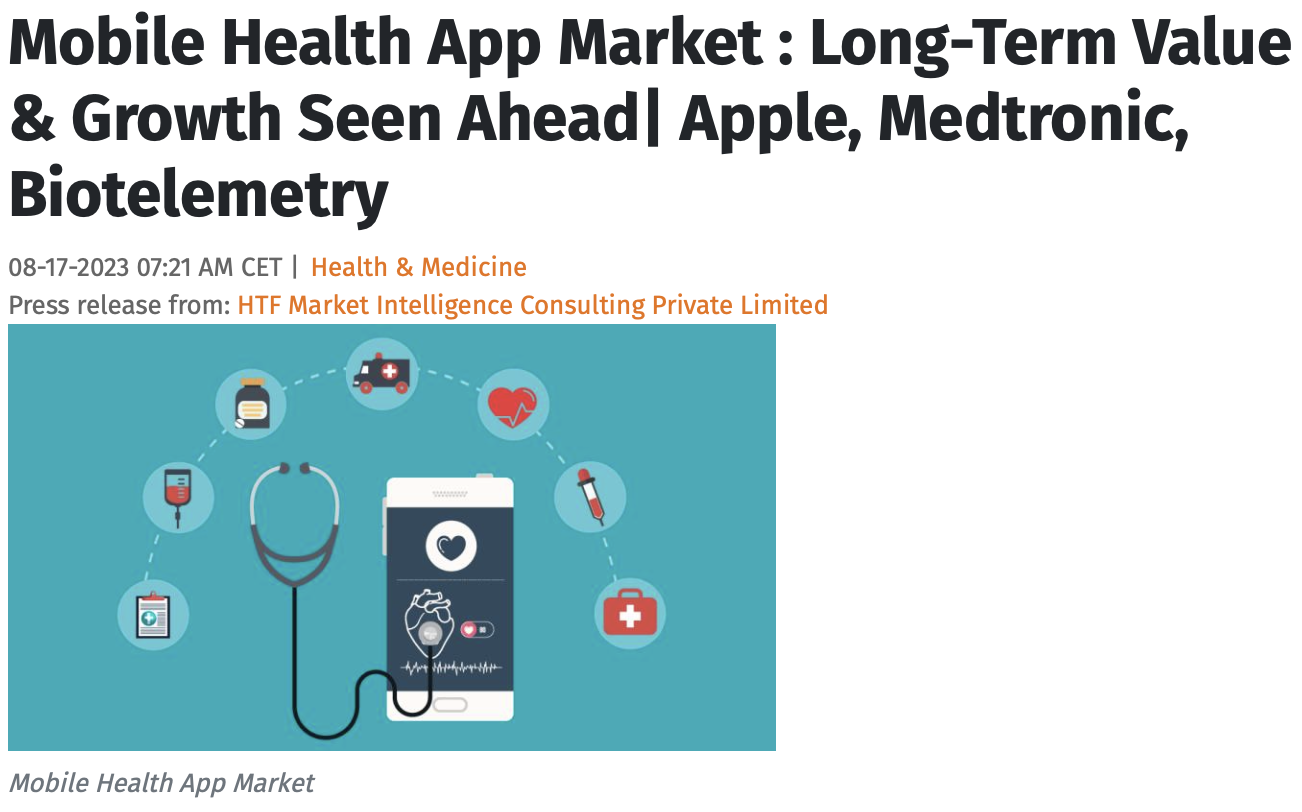 Mobile Health App Market : Long-Term Value
& Growth Seen Ahead| Apple, Medtronic,
Biotelemetry
08-17-2023 07:21 AM CET | Health & Medicine
Press release from: HTF Market Intelligence Consulting Private Limited
Mobile Health App Market